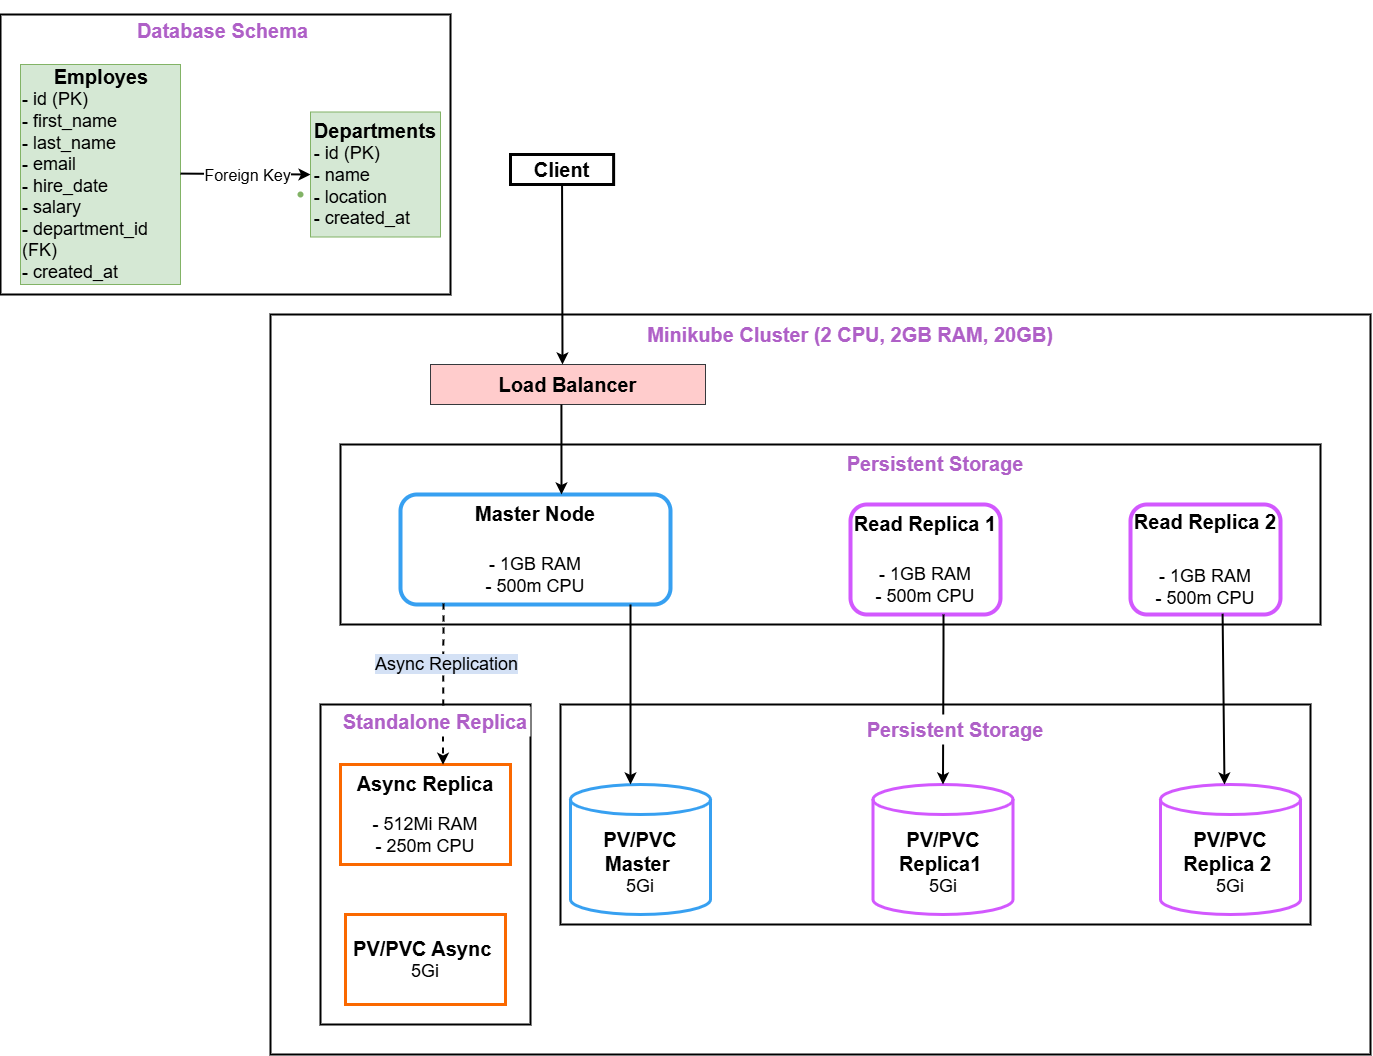 Database Schema
Employes
- id (PK)
- first_name
- last_name
- email
- hire_date
- salary
- department_id
(FK)
- created_at
Foreign Key
Departments
- id (PK)
- name
- location
- created_at
Client
Minikube Cluster (2 CPU, 2GB RAM, 20GB)
Load Balancer
Persistent Storage
Master Node
- 1GB RAM
- 500m CPU
Read Replica 1
- 1GB RAM
- 500m CPU
Read Replica 2
- 1GB RAM
- 500m CPU
Async Replication
Standalone Replica
Async Replica
- 512Mi RAM
- 250m CPU
PV/PVC Async
5Gi
Persistent Storage
PV/PVC
Master
5Gi
PV/PVC
Replica1
5Gi
PV/PVC
Replica 2
5Gi